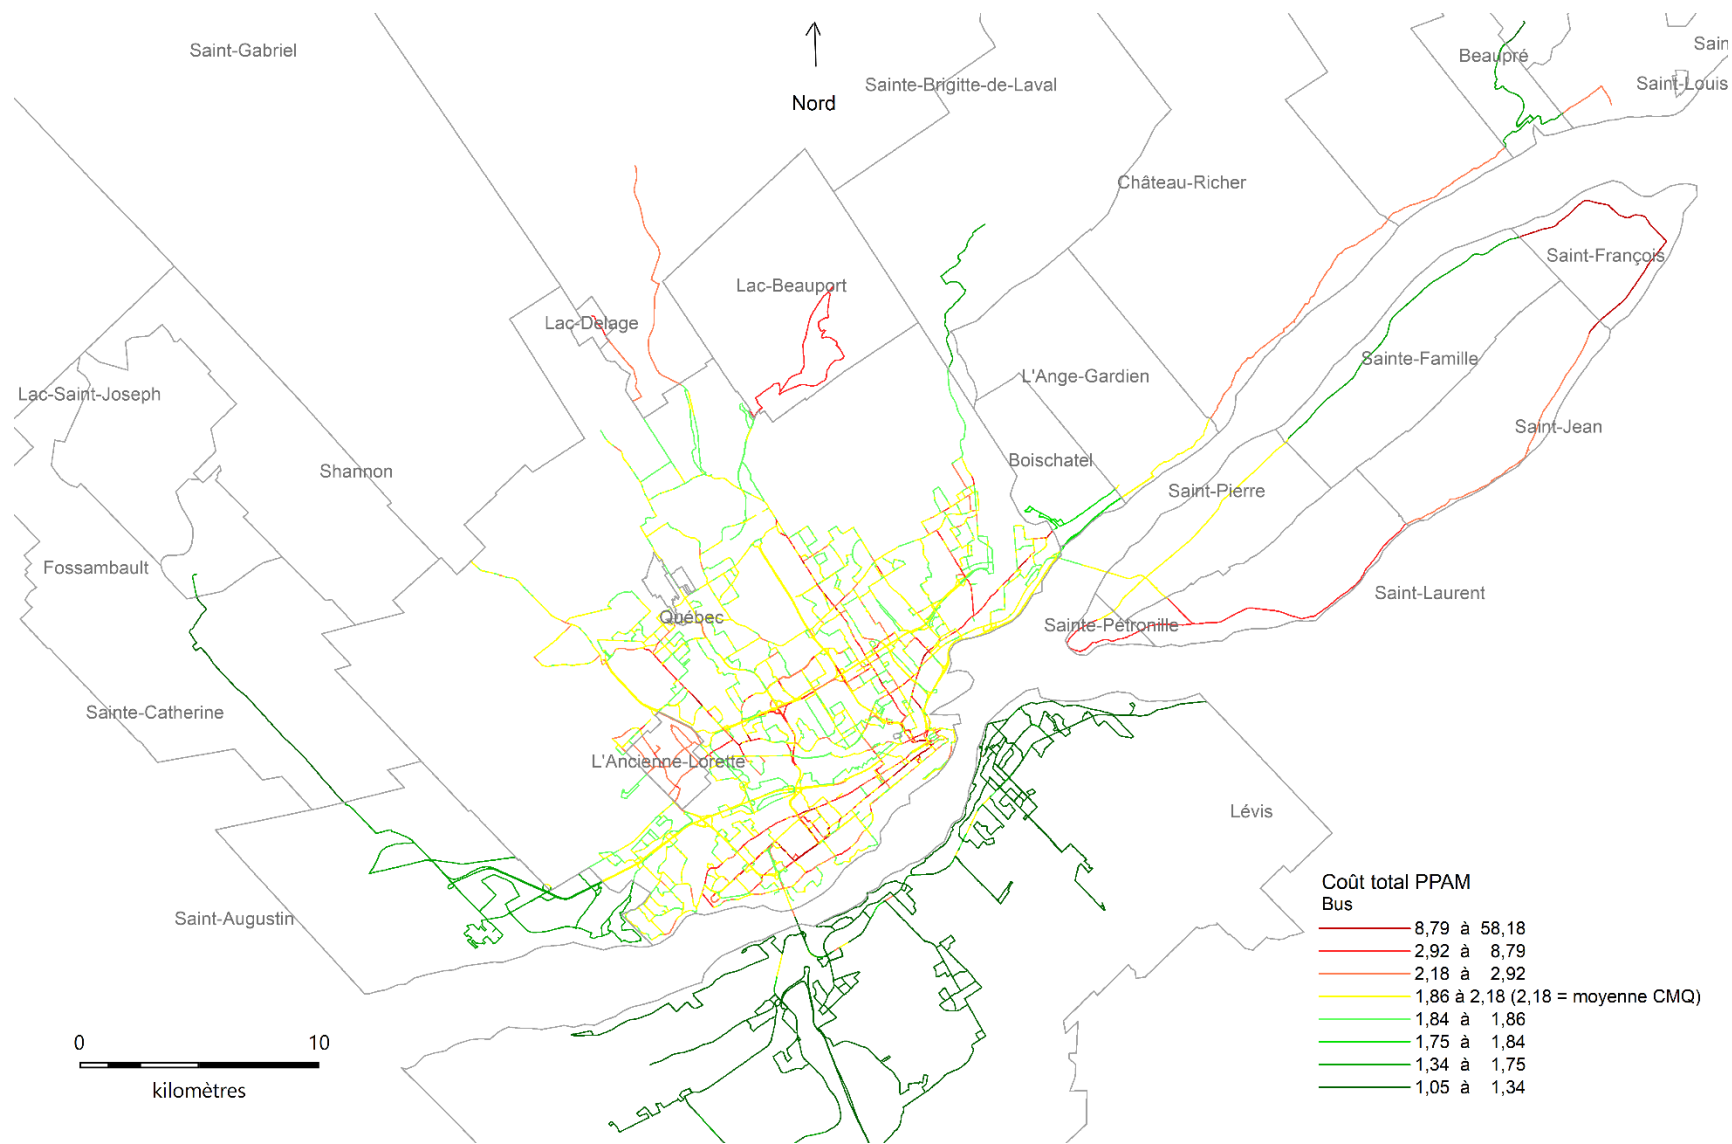 Saint-Gabriel
Nord
Sainte-Brigitte-de-Laval
Beaupré
Sain
Saint-Louis
Château-Richer
Saint-François
Lac-Beauport
Lac-Delage
Sainte-Famille
L'Ange-Gardien
Lac-Saint-Joseph
Saint-Jean
Shannon
Boischatel
Saint-Pierre
Fossambault
Saint-Laurent
Québec
Sainte-Pétronille
Sainte-Catherine
L'Ancienne-Lorette
Lévis
Saint-Augustin
Coût total PPAM
Bus
8,79 à 58,18
2,92 à 8,79
2,18 à 2,92
1,86 à 2,18 (2,18 = moyenne CMQ)
1,84 à 1,86
1,75 à 1,84
1,34 à 1,75
1,05 à 1,34
0 10
kilomètres